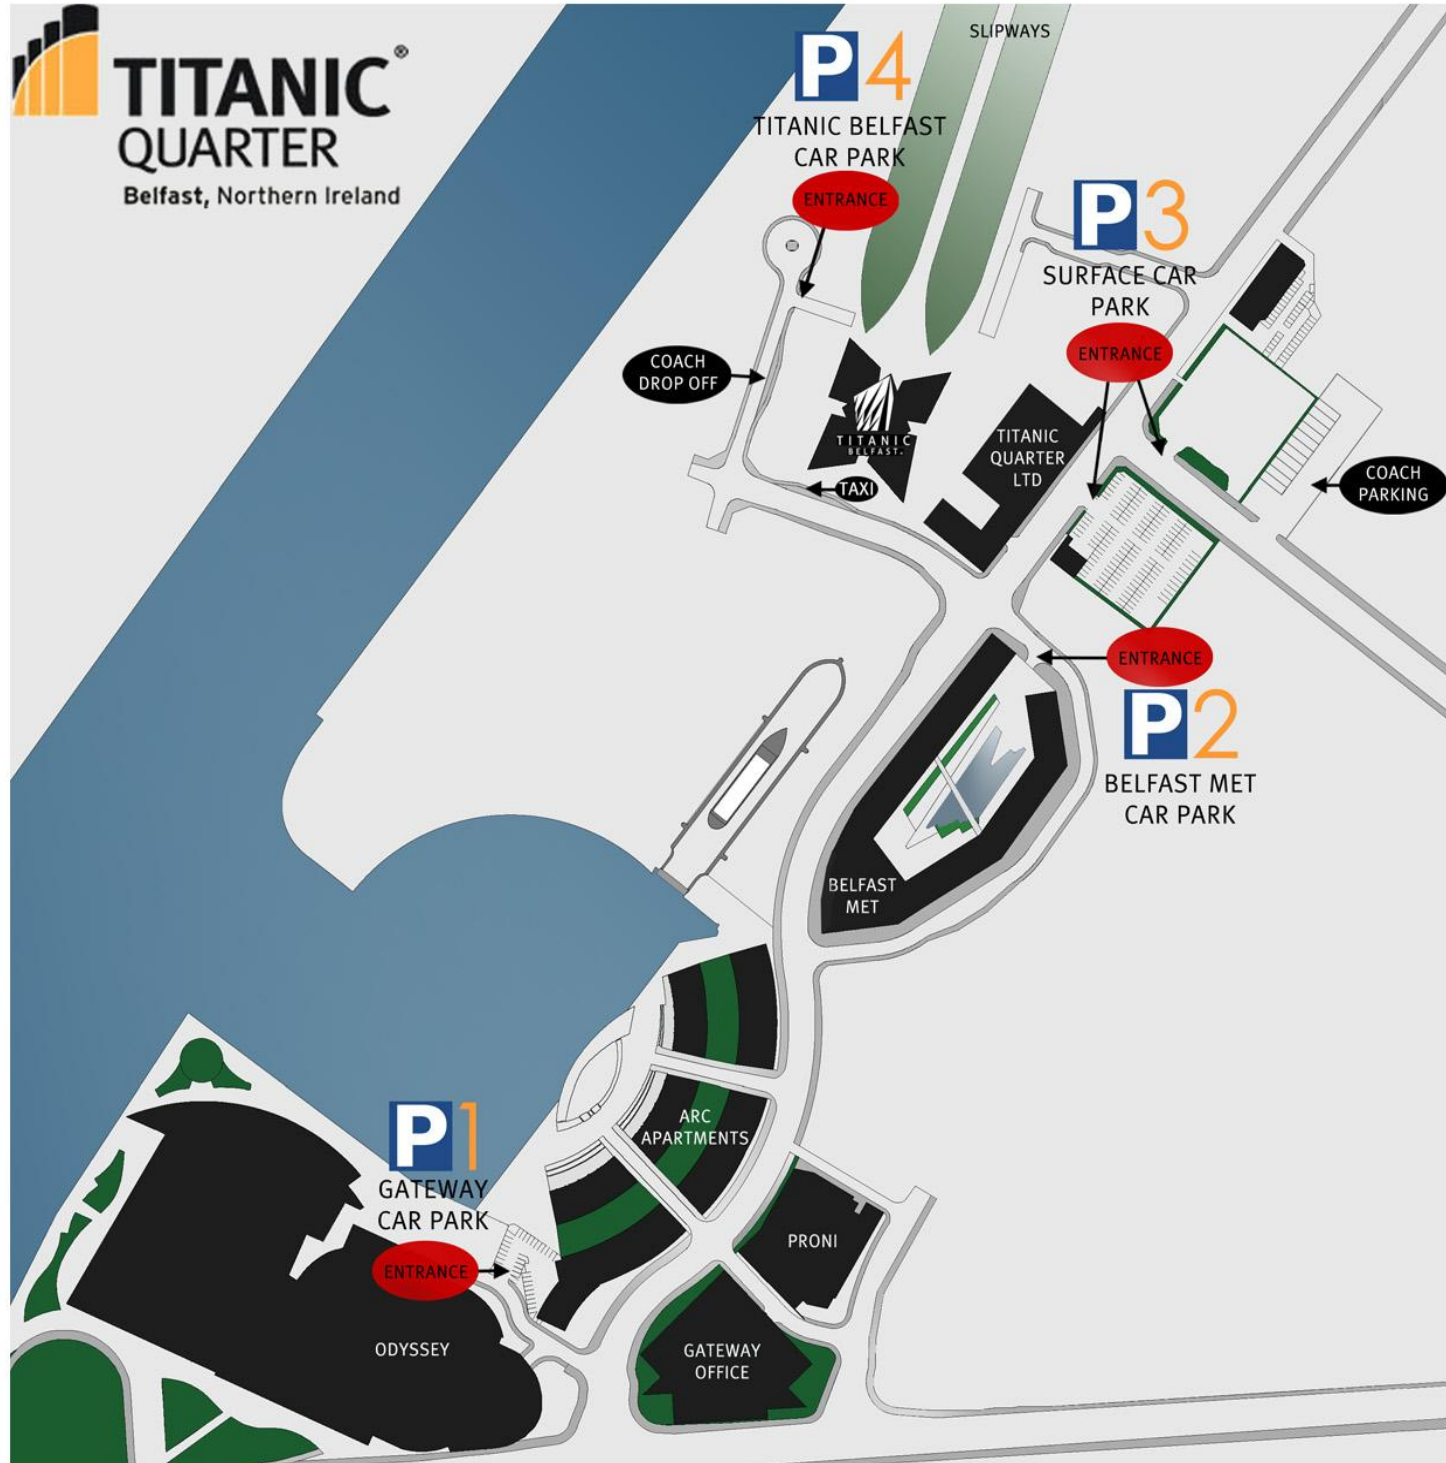 TITANIC®
QUARTER
Belfast, Northern Ireland
SLIPWAYS
P4
TITANIC BELFAST
CAR PARK
ENTRANCE
P3
SURFACE CAR
PARK
ENTRANCE
COACH
DROP OFF
TITANIC
BELFAST.
TITANIC
QUARTER
LTD
COACH
PARKING
TAXI
ENTRANCE
P2
BELFAST MET
CAR PARK
BELFAST
MET
ARC
APARTMENTS
P1
GATEWAY
CAR PARK
ENTRANCE
PRONI
ODYSSEY
GATEWAY
OFFICE